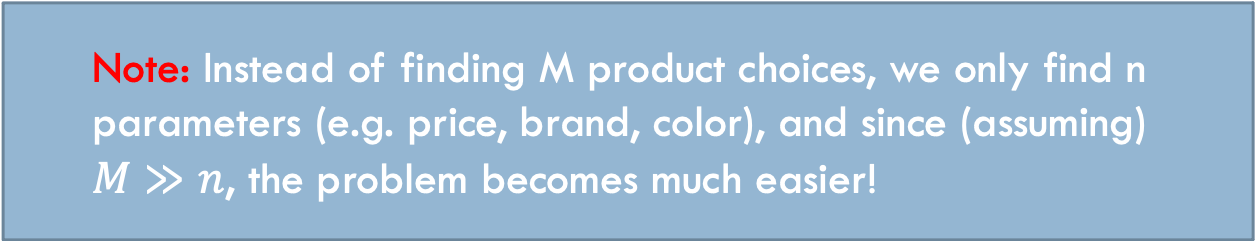 Note: Instead of finding M product choices, we only find n
parameters (e.g. price, brand, color), and since (assuming)
M ≫ n, the problem becomes much easier!